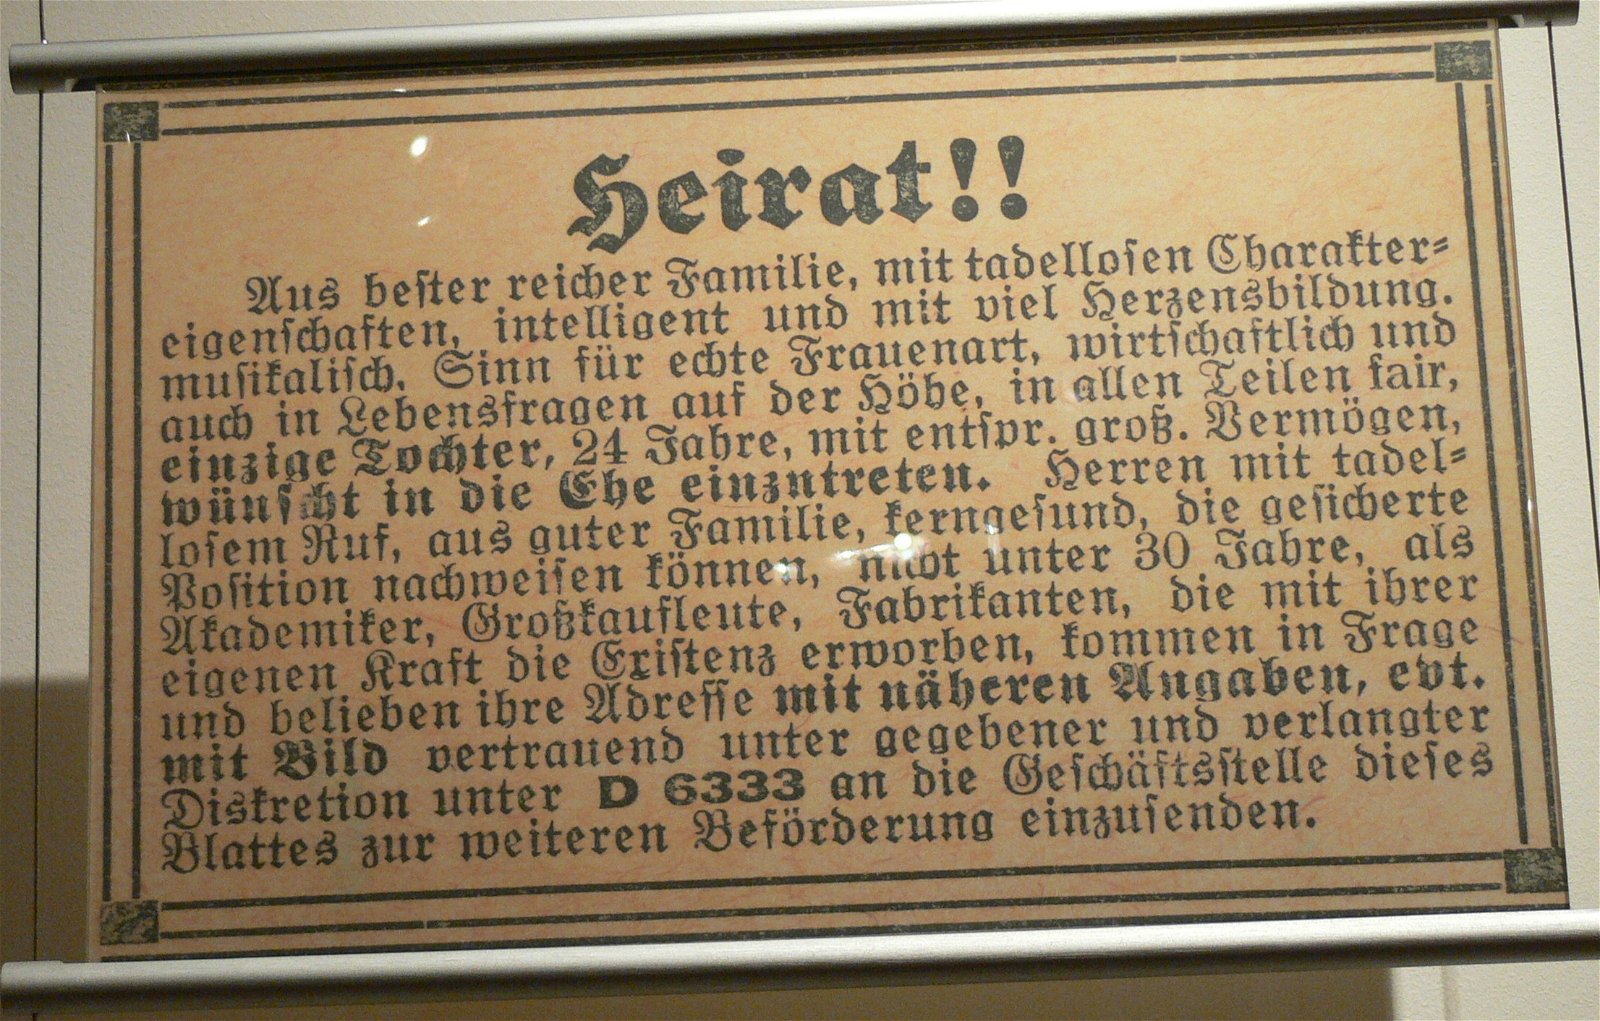 Heirat!!
Aus bester reicher Familie, mit tadellosen Charakter-
eigenschaften, intelligent und mit viel Herzensbildung.
musikalisch. Sinn für echte Frauenart, wirtschaftlich und
auch in Lebensfragen auf der Höhe, in allen Teilen fair,
einzige Tochter, 24 Jahre, mit entspr. groß. Vermögen,
wünscht in die Ehe einzutreten. Herren mit tadel-
losem Ruf, aus guter Familie, kerngesund, die gesicherte
Position nachweisen können, nicht unter 30 Jahre, als
Akademiker, Großkaufleute, Fabrikanten, die mit ihrer
eigenen Kraft die Existenz erworben, kommen in Frage
und belieben ihre Adresse mit näheren Angaben, evt.
mit Bild vertrauend unter gegebener und verlangter
Diskretion unter D 6333 an die Geschäftsstelle dieses
Blattes zur weiteren Beförderung einzusenden.